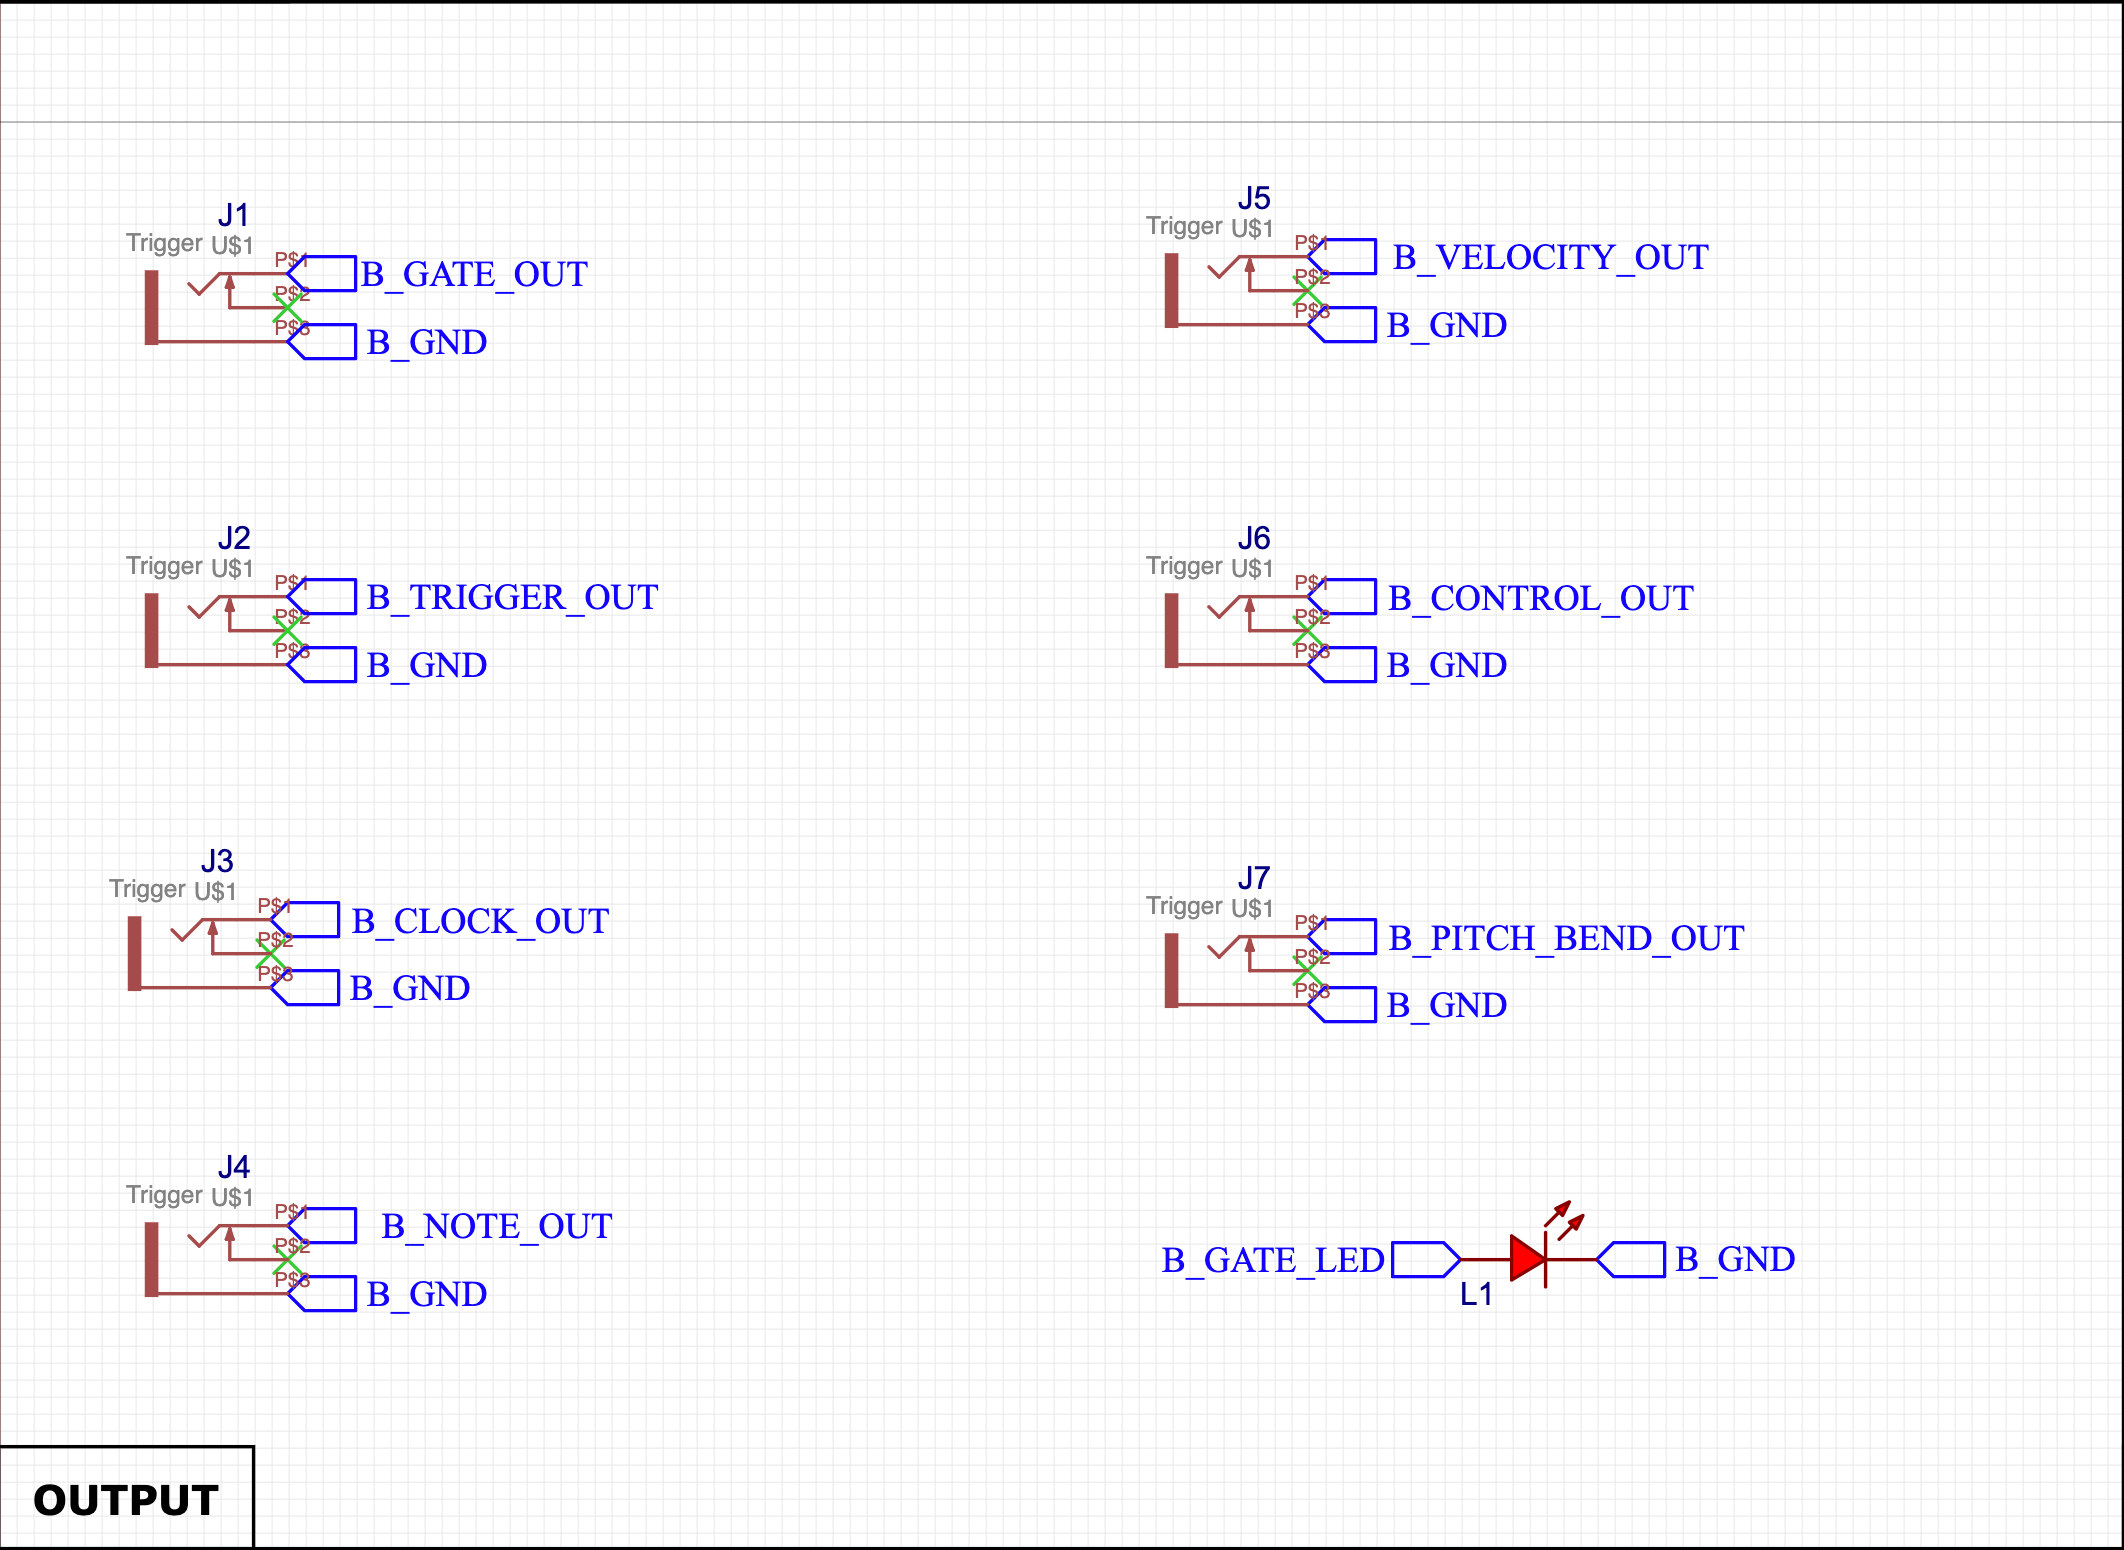 J1
Trigger U$1
P$1
B_GATE_OUT
P$2
P$3
B_GND
J2
Trigger U$1
P$1
B_TRIGGER_OUT
P$2
P$3
B_GND
J3
Trigger U$1
P$1
B_CLOCK_OUT
P$2
P$3
B_GND
J4
Trigger U$1
P$1
B_NOTE_OUT
P$2
P$3
B_GND
J5
Trigger U$1
P$1
B_VELOCITY_OUT
P$2
P$3
B_GND
J6
Trigger U$1
P$1
B_CONTROL_OUT
P$2
P$3
B_GND
J7
Trigger U$1
P$1
B_PITCH_BEND_OUT
P$2
P$3
B_GND
B_GATE_LED
B_GND
L1
OUTPUT